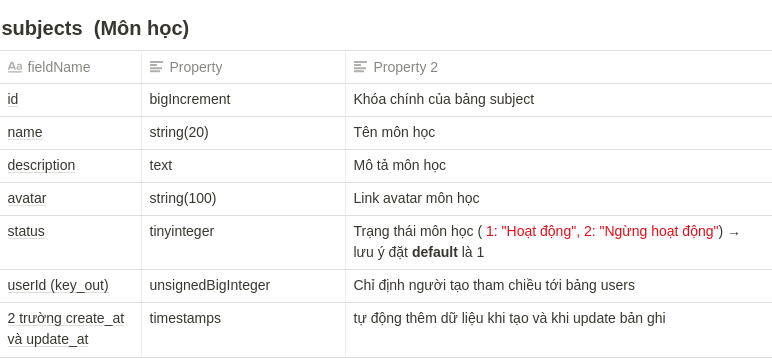 subjects (Môn học)
Aa fieldName Property Property 2
id bigIncrement Khóa chính của bảng subject
name string(20) Tên môn học
description text Mô tả môn học
avatar string(100) Link avatar môn học
status tinyinteger Trạng thái môn học ( 1: "Hoạt động", 2: "Ngừng hoạt động") →
lưu ý đặt default là 1
userId (key_out) unsignedBigInteger Chỉ định người tạo tham chiều tới bảng users
2 trường create_at timestamps tự động thêm dữ liệu khi tạo và khi update bản ghi
và update_at